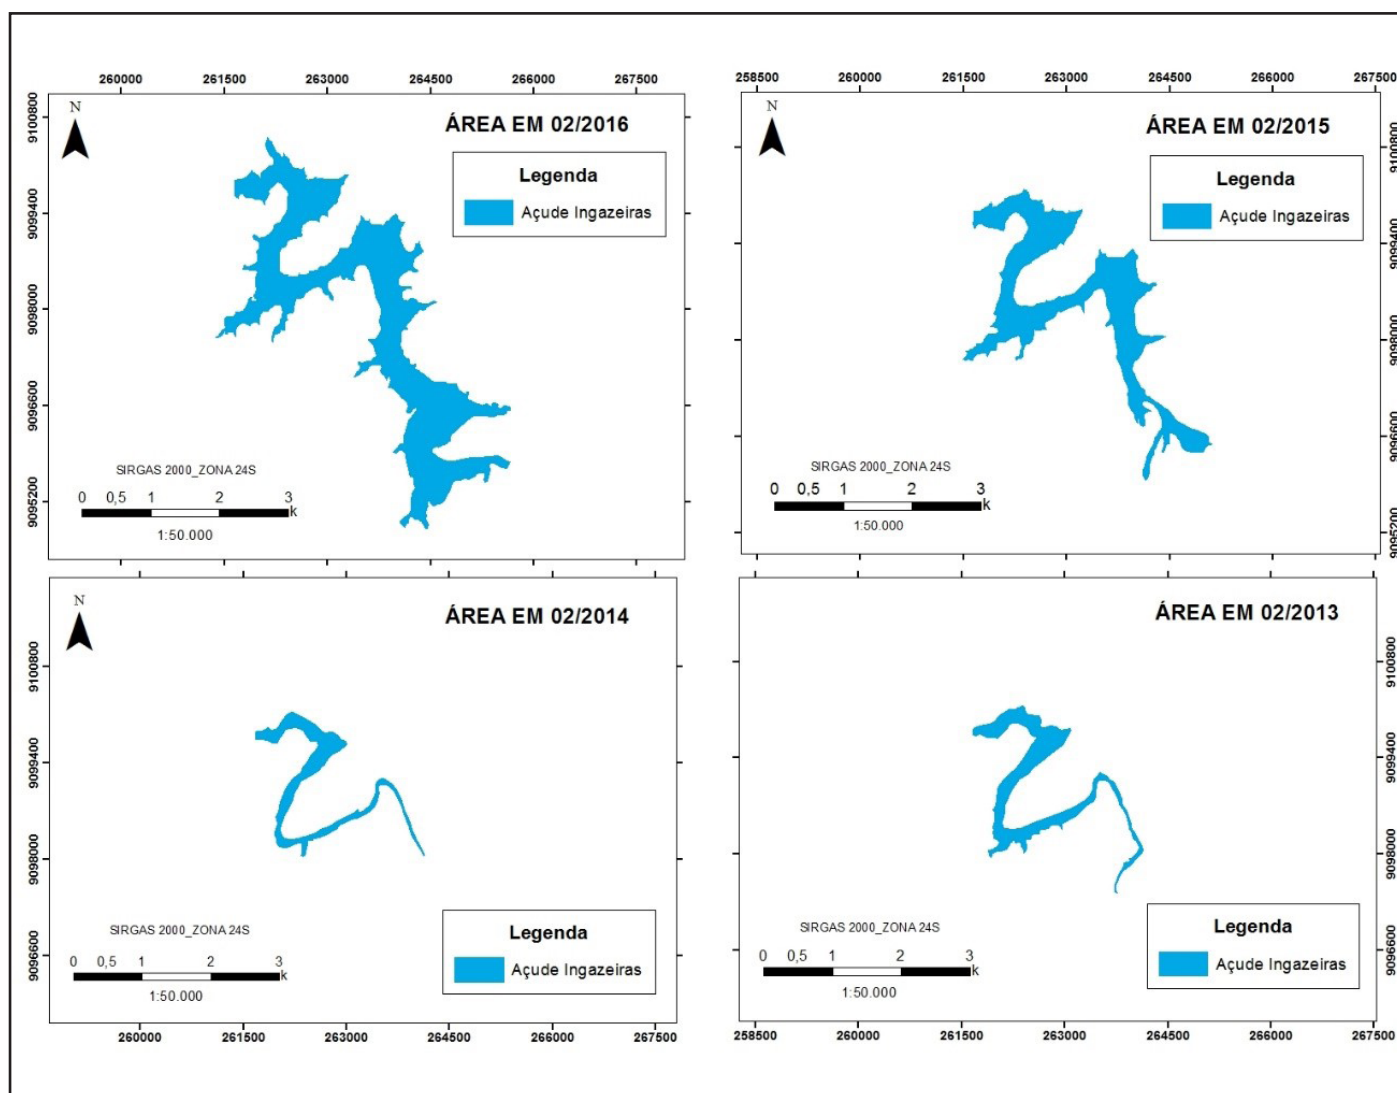 260000 261500 263000 264500 266000 267500
9100800
9099400
9098000
9096600
9095200
N
ÁREA EM 02/2016
Legenda
Açude Ingazeiras
SIRGAS 2000_ZONA 24S
0 0,5 1 2 3
k
1:50.000
258500 260000 261500 263000 264500 266000 267500
N
ÁREA EM 02/2015
Legenda
Açude Ingazeiras
9100800
9099400
9098000
9096600
9095200
SIRGAS 2000_ZONA 24S
0 0,5 1 2 3
k
1:50.000
N
ÁREA EM 02/2014
9100800
9099400
9098000
9096600
SIRGAS 2000_ZONA 24S
0 0,5 1 2 3
k
1:50.000
Legenda
Açude Ingazeiras
260000 261500 263000 264500 266000 267500
ÁREA EM 02/2013
9100800
9099400
9098000
9096600
SIRGAS 2000_ZONA 24S
0 0,5 1 2 3
k
1:50.000
Legenda
Açude Ingazeiras
258500 260000 261500 263000 264500 266000 267500